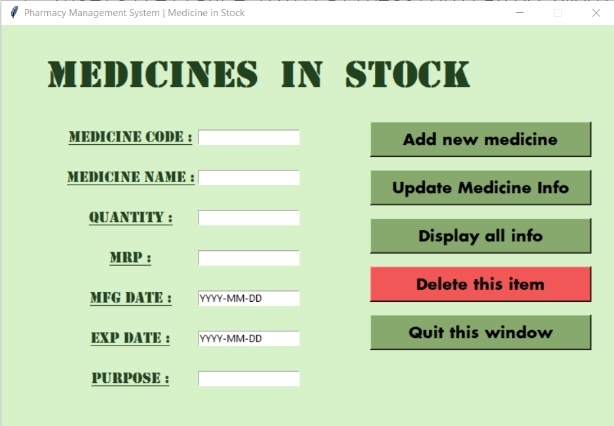 Pharmacy Management System | Medicine in Stock
MEDICINES IN STOCK
MEDICINE CODE :
MEDICINE NAME :
QUANTITY :
MRP :
MFG DATE : YYYY-MM-DD
EXP DATE : YYYY-MM-DD
PURPOSE :
Add new medicine
Update Medicine Info
Display all info
Delete this item
Quit this window